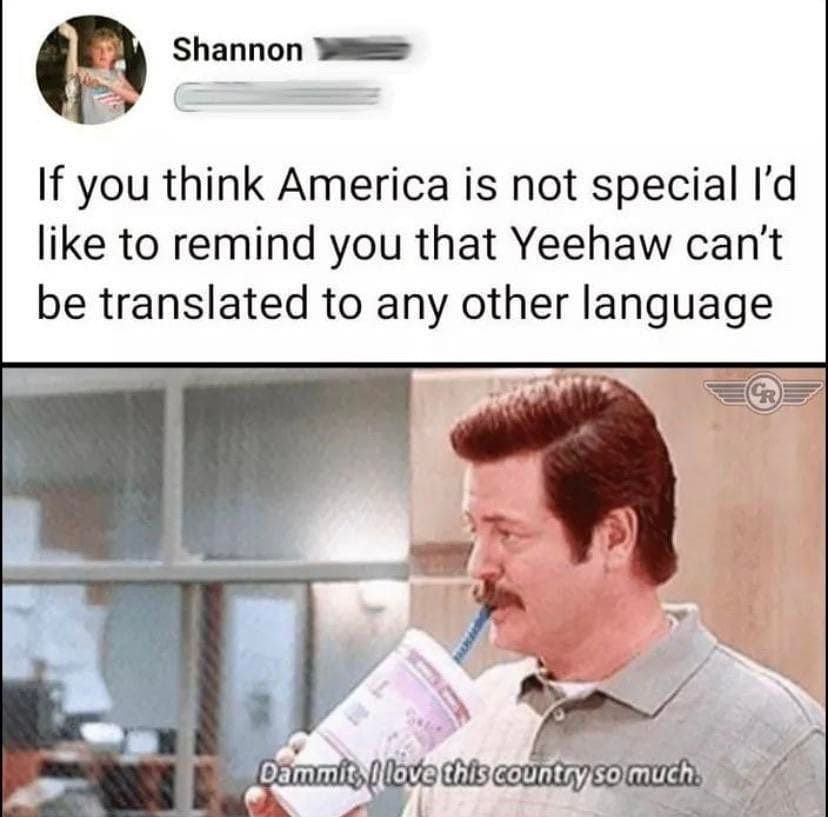 Shannon
If you think America is not special I'd
like to remind you that Yeehaw can't
be translated to any other language
CR
Dammit, I love this country so much.